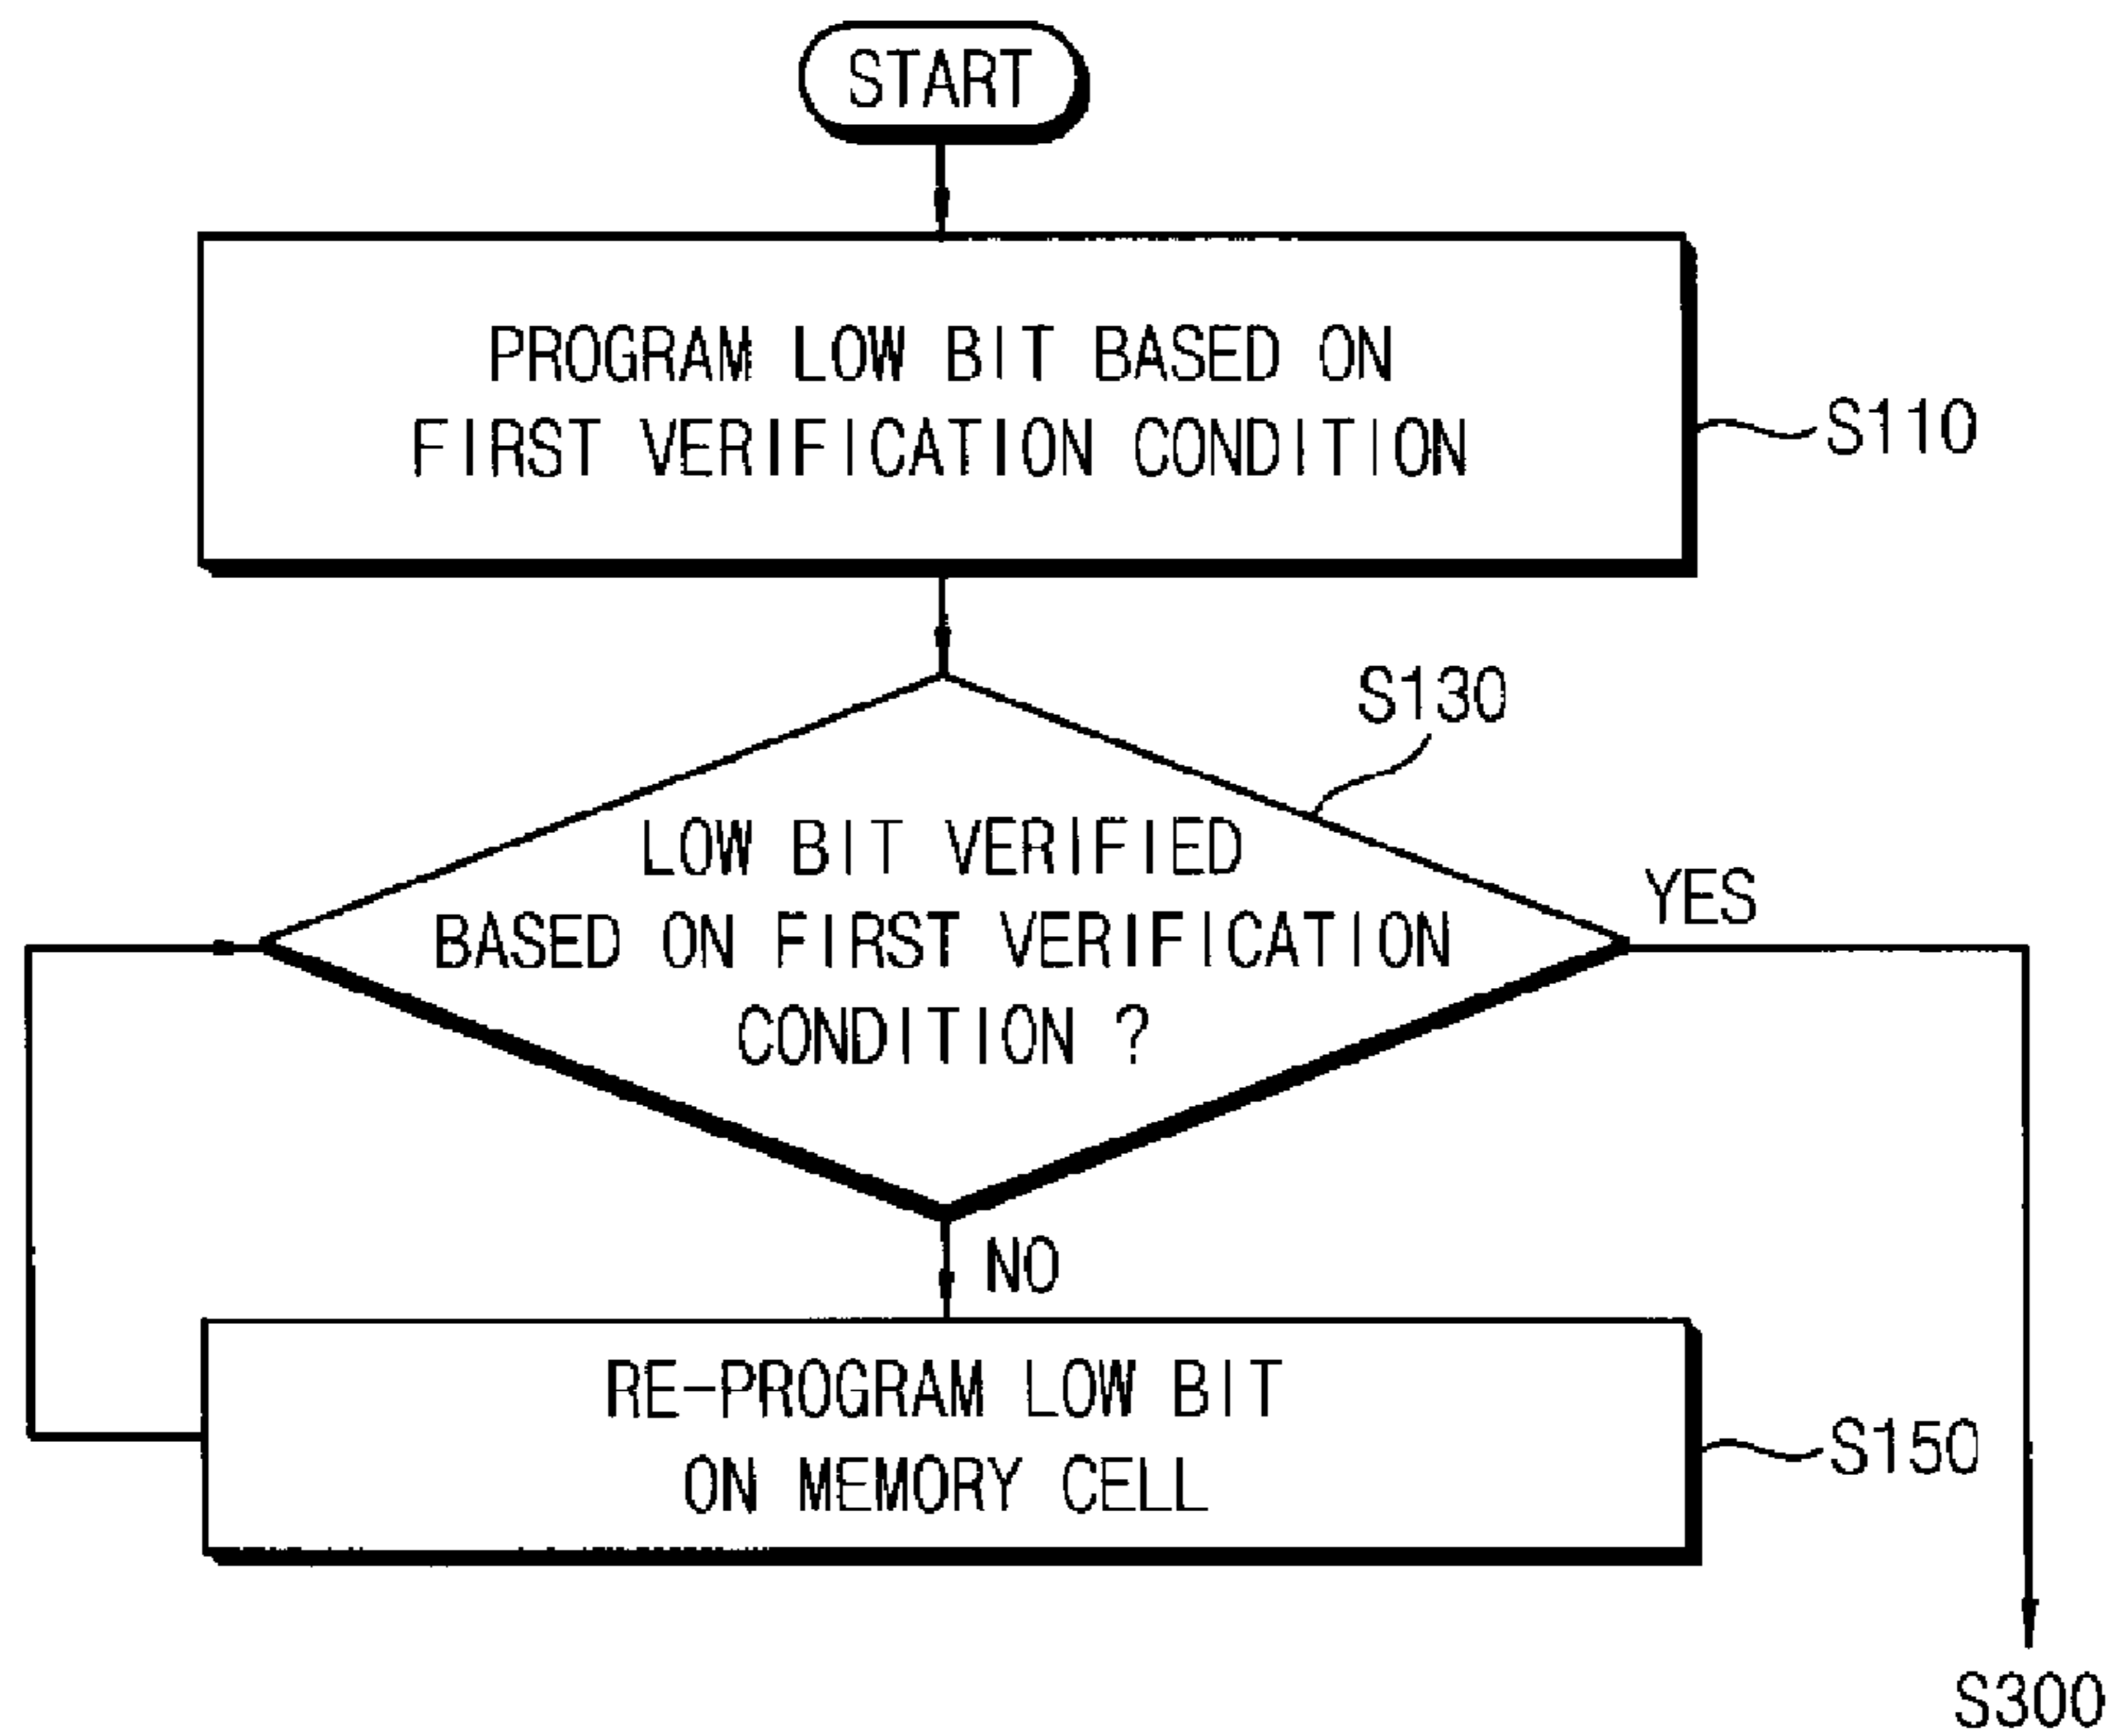 START
PROGRAM LOW BIT BASED ON
FIRST VERIFICATION CONDITION
S110
S130
LOW BIT VERIFIED
BASED ON FIRST VERIFICATION
CONDITION ?
YES
NO
RE-PROGRAM LOW BIT
ON MEMORY CELL
S150
S300